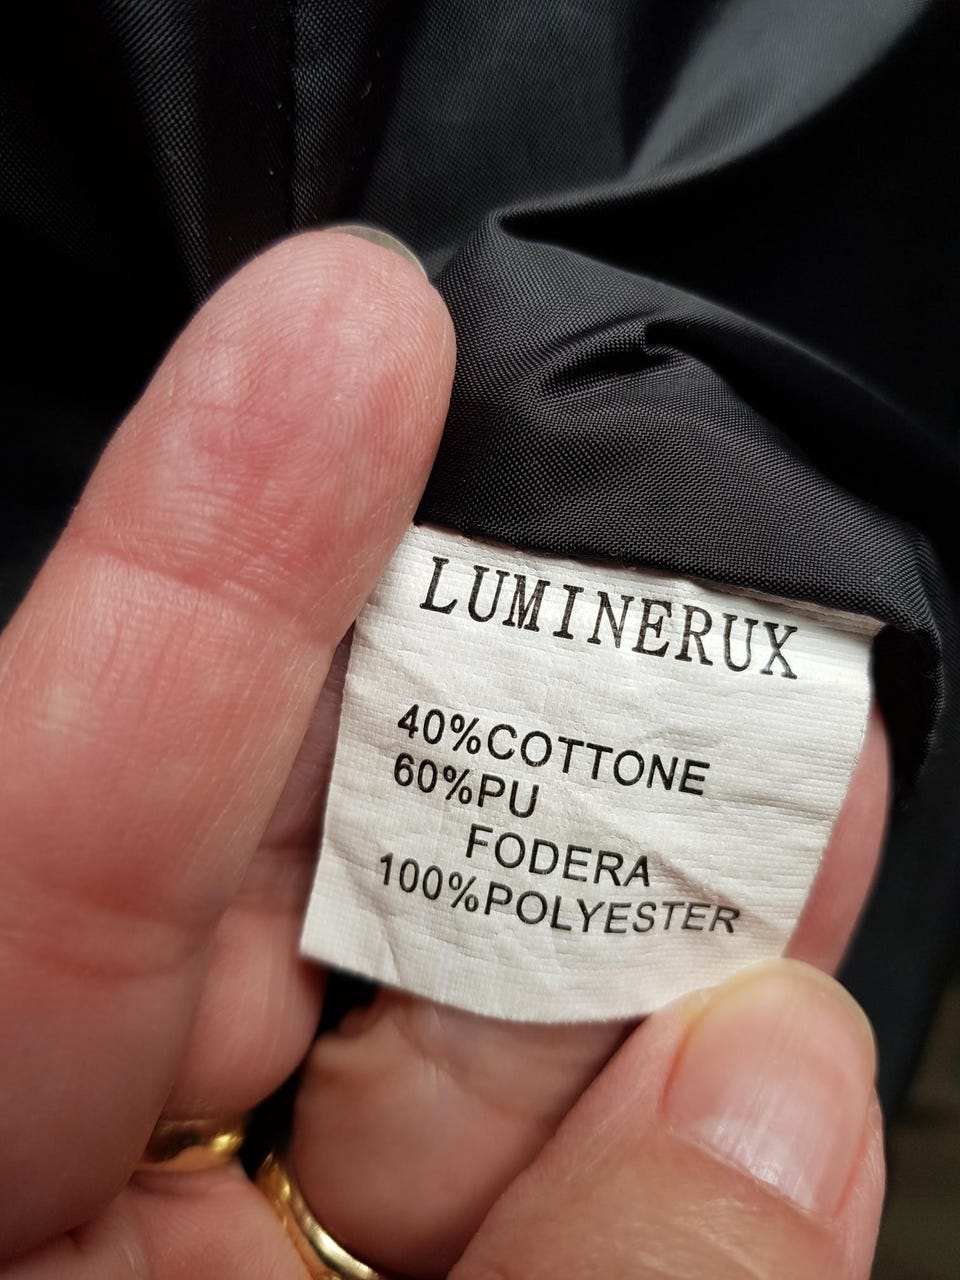 LUMINERUX
40%COTTONE
60%PU
FODERA
100%POLYESTER